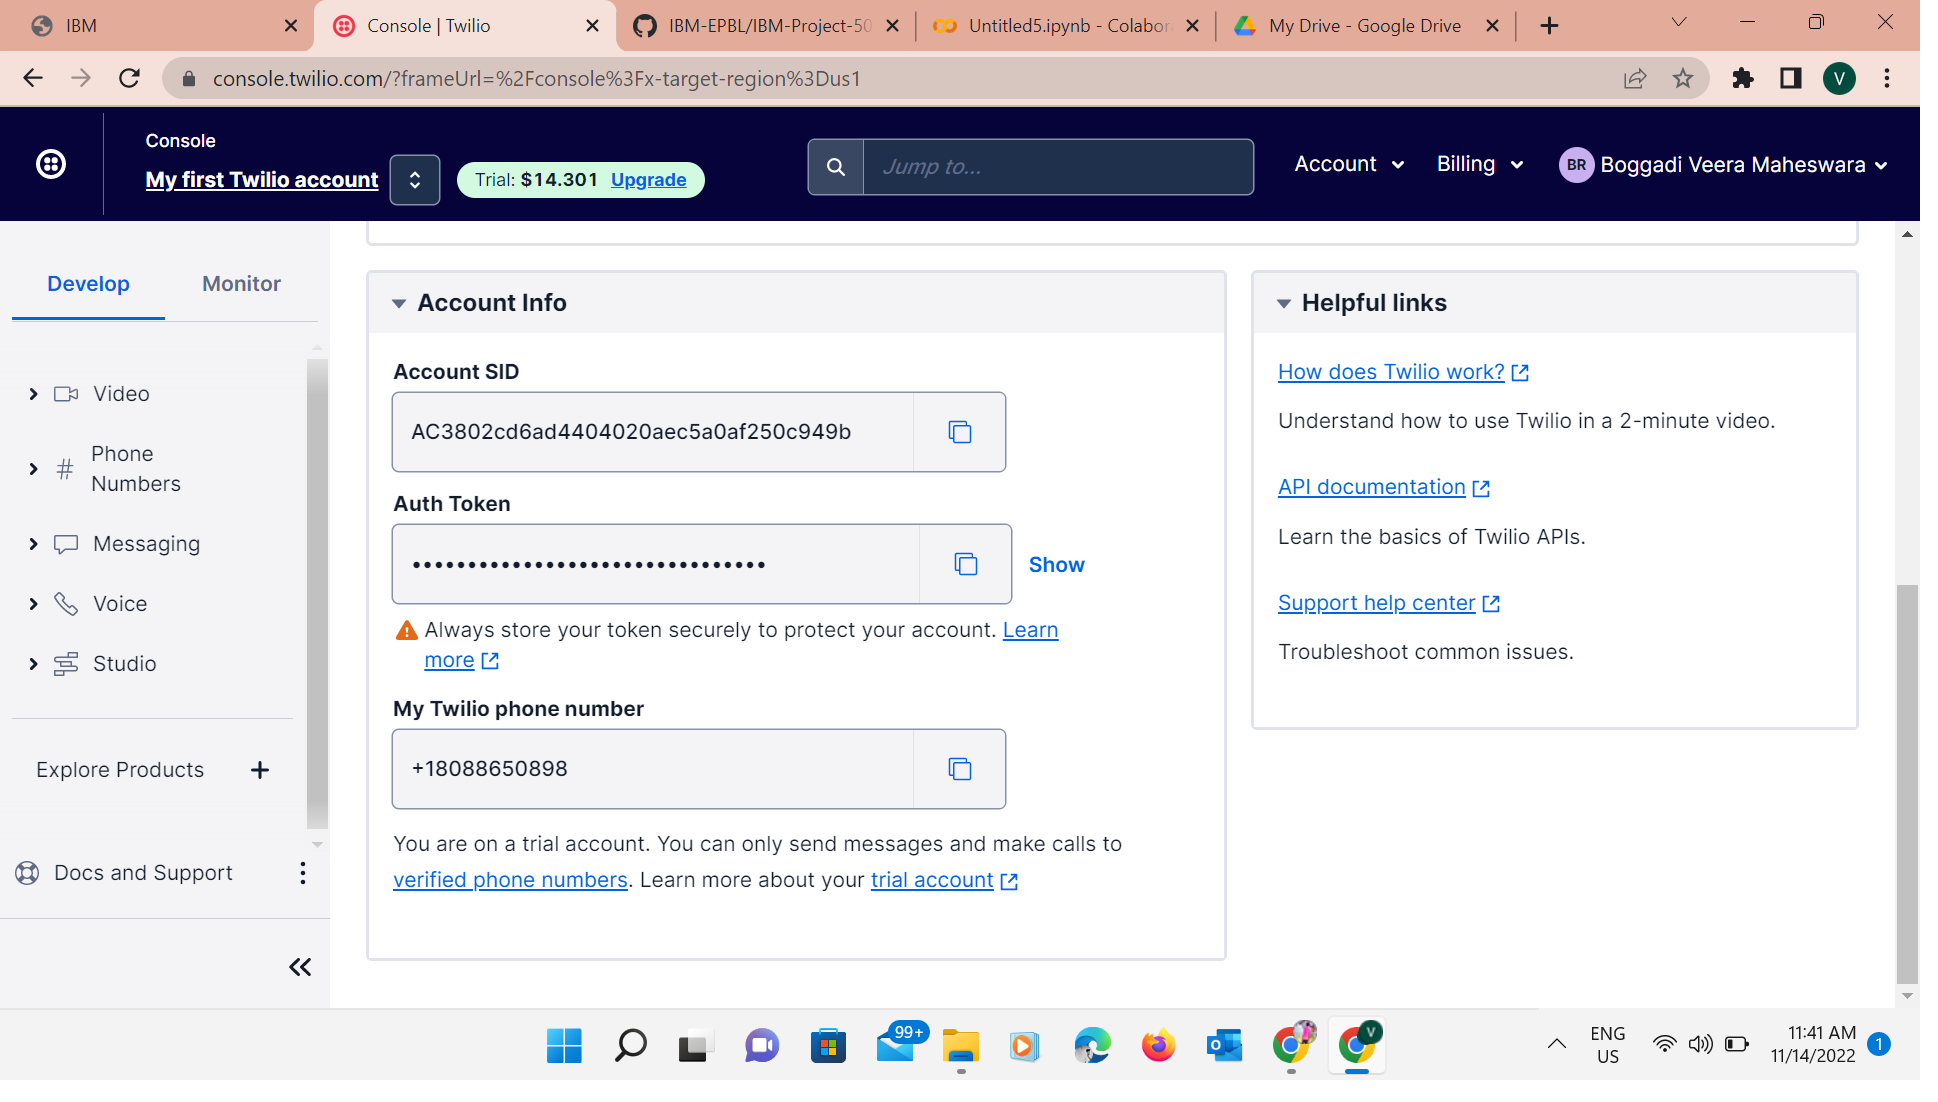 IBM
Console | Twilio
IBM-EPBL/IBM-Project-50
Untitled5.ipynb - Colabor
My Drive - Google Drive
console.twilio.com/?frameUrl=%2Fconsole%3Fx-target-region%3Dus1
V
Console
My first Twilio account
Trial: $14.301 Upgrade
Jump to...
Account
Billing
BR Boggadi Veera Maheswara
Develop
Monitor
Video
# Phone
Numbers
Messaging
Voice
Studio
Explore Products +
Docs and Support
Account Info
Account SID
AC3802cd6ad4404020aec5a0af250c949b
Auth Token
••••••••••••••••••••••••••••••••
Show
Always store your token securely to protect your account. Learn
more
My Twilio phone number
+18088650898
You are on a trial account. You can only send messages and make calls to
verified phone numbers. Learn more about your trial account
Helpful links
How does Twilio work?
Understand how to use Twilio in a 2-minute video.
API documentation
Learn the basics of Twilio APIs.
Support help center
Troubleshoot common issues.
99+
V
ENG
US
11:41 AM
11/14/2022
1